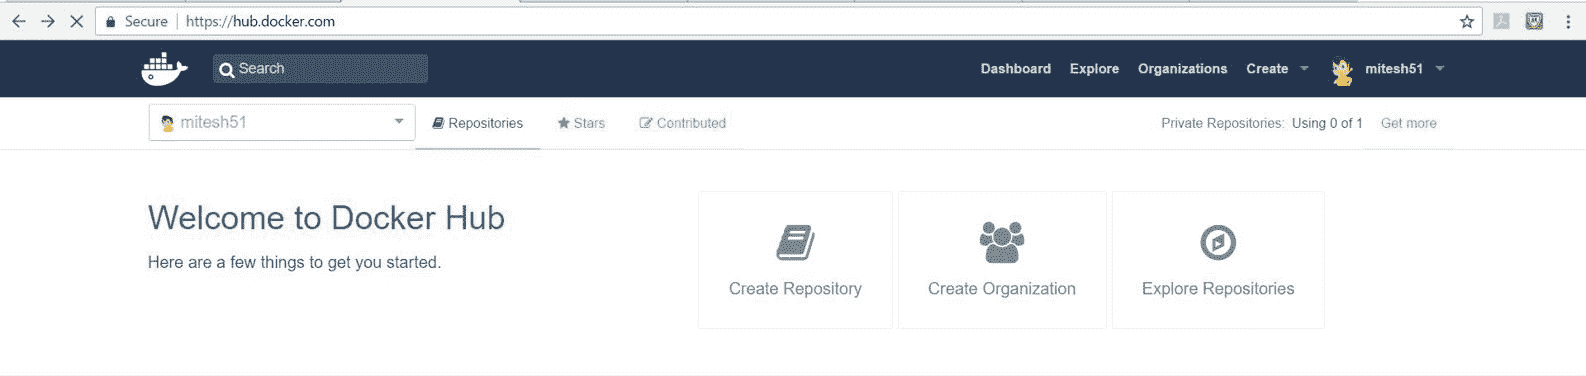 Secure https://hub.docker.com
Search Dashboard Explore Organizations Create mitesh51
mitesh51 Repositories Stars Contributed Private Repositories: Using 0 of 1 Get more
Welcome to Docker Hub
Here are a few things to get you started.
Create Repository Create Organization Explore Repositories